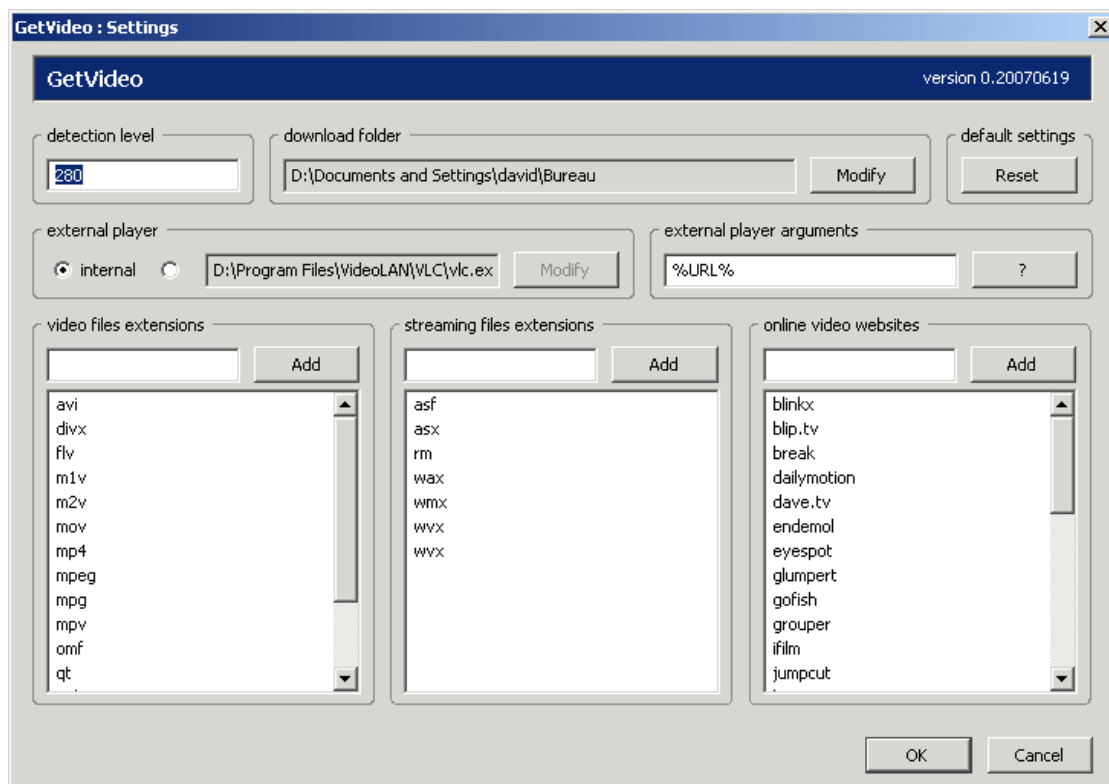 GetVideo : Settings
GetVideo
version 0.20070619
detection level
280
download folder
D:\Documents and Settings\david\Bureau
Modify
default settings
Reset
external player
internal
D:\Program Files\VideoLAN\VLC\vlc.ex
Modify
external player arguments
%URL%
?
video files extensions
Add
avi
divx
flv
m1v
m2v
mov
mp4
mpeg
mpg
mpv
omf
qt
streaming files extensions
Add
asf
asx
rm
wax
wmx
wvx
wvx
online video websites
Add
blinkx
blip.tv
break
dailymotion
dave.tv
endemol
eyespot
glumpert
gofish
grouper
ifilm
jumpcut
OK
Cancel